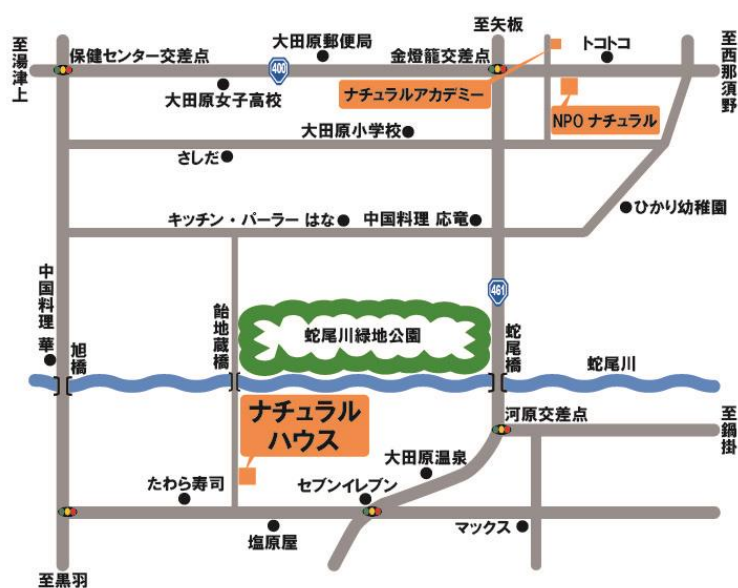 至矢板
至湯津上
保健センター交差点
大田原郵便局
金燈籠交差点
トコトコ
至西那須野
400
大田原女子高校
ナチュラルアカデミー
NPO ナチュラル
大田原小学校
さしだ
キッチン・パーラー はな
中国料理 応竜
ひかり幼稚園
461
中国料理 華
旭橋
飴地蔵橋
蛇尾川緑地公園
蛇尾橋
蛇尾川
ナチュラル
ハウス
河原交差点
至鍋掛
大田原温泉
たわら寿司
セブンイレブン
塩原屋
マックス
至黒羽